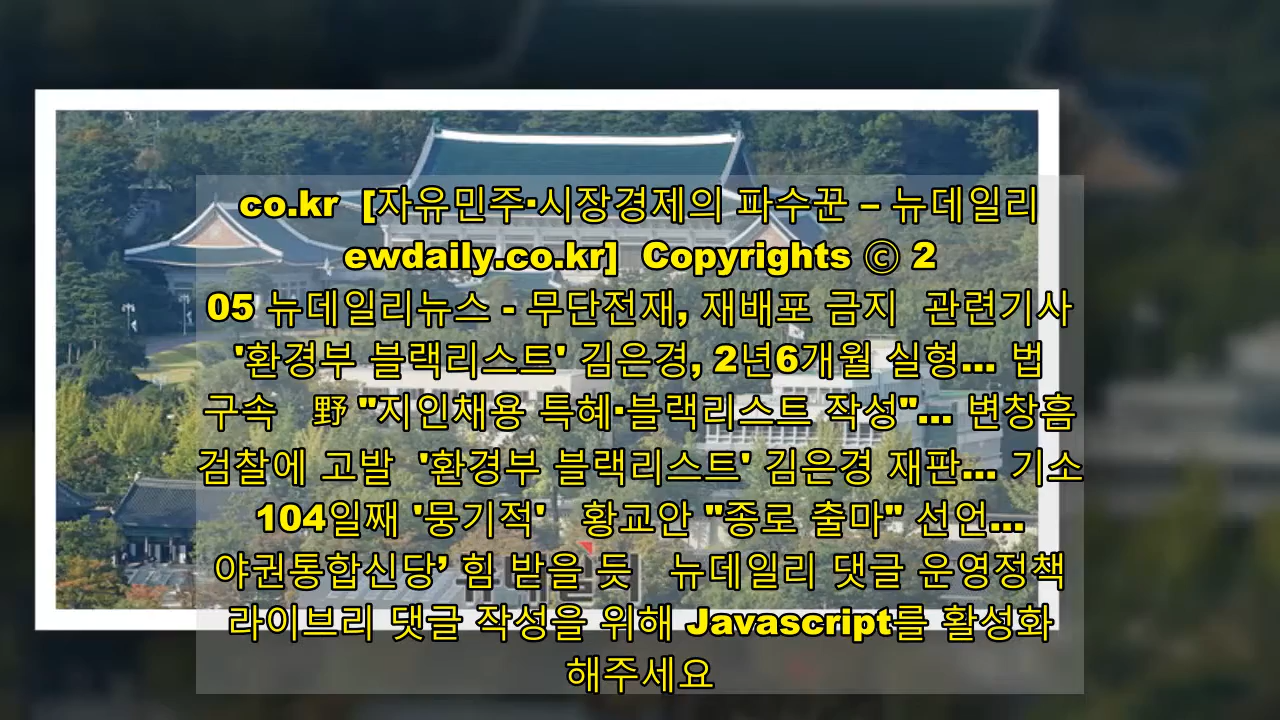 co.kr  [자유민주·시장경제의 파수꾼 – 뉴데일리
ewdaily.co.kr]  Copyrights © 2
05 뉴데일리뉴스 - 무단전재, 재배포 금지  관련기사
'환경부 블랙리스트' 김은경, 2년6개월 실형... 법
구속   野 "지인채용 특혜·블랙리스트 작성"... 변창흠
검찰에 고발  '환경부 블랙리스트' 김은경 재판... 기소
104일째 '뭉기적'   황교안 "종로 출마" 선언...
야권통합신당’ 힘 받을 듯   뉴데일리 댓글 운영정책
라이브리 댓글 작성을 위해 Javascript를 활성화
해주세요